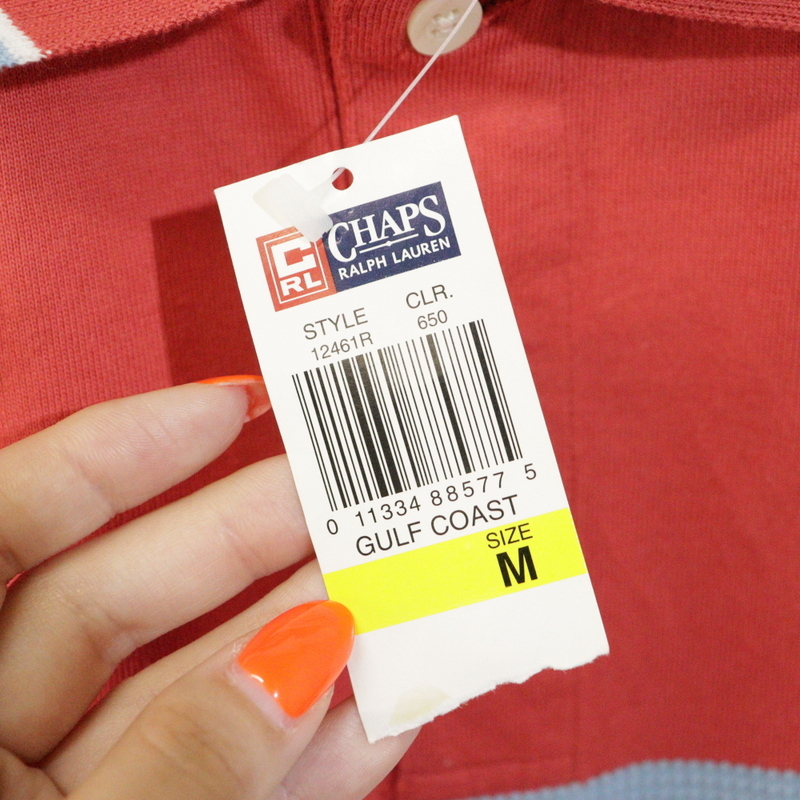 C
RL
CHAPS
RALPH LAUREN
STYLE CLR.
12461R 650
0 11334 88577 5
GULF COAST
SIZE
M